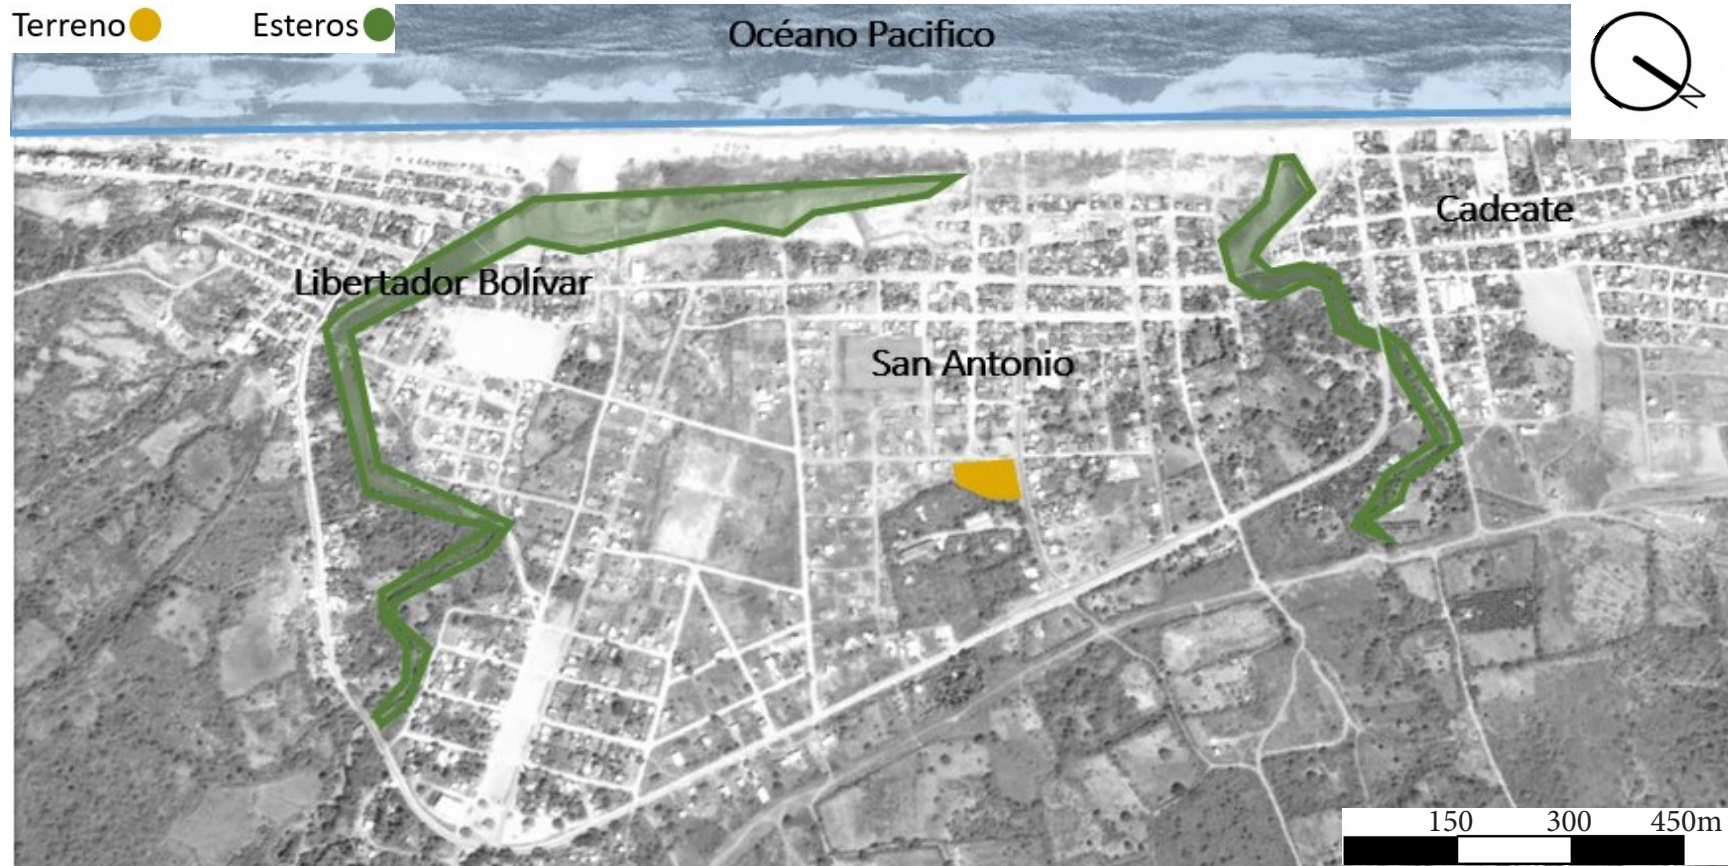 Terreno
Esteros
Océano Pacifico
N
Cadeate
Libertador Bolívar
San Antonio
150 300 450m